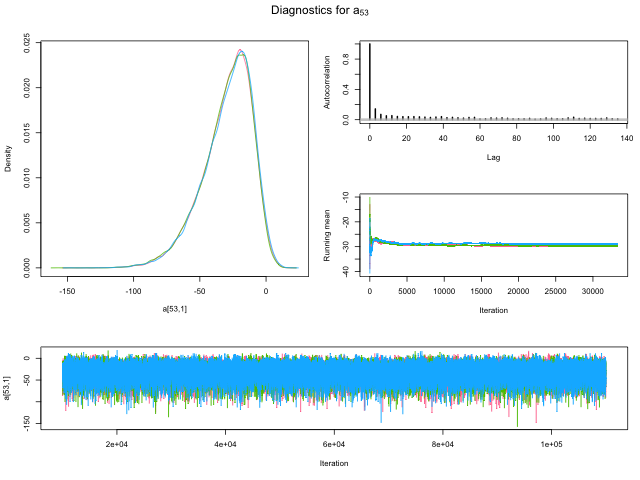 Diagnostics for a53
Density
0.000 0.005 0.010 0.015 0.020 0.025
-150 -100 -50 0
a[53,1]
Autocorrelation
0.0 0.4 0.8
0 20 40 60 80 100 120 140
Lag
Running mean
-40 -30 -20 -10
0 5000 10000 15000 20000 25000 30000
Iteration
a[53,1]
-150 -50 0
2e+04 4e+04 6e+04 8e+04 1e+05
Iteration